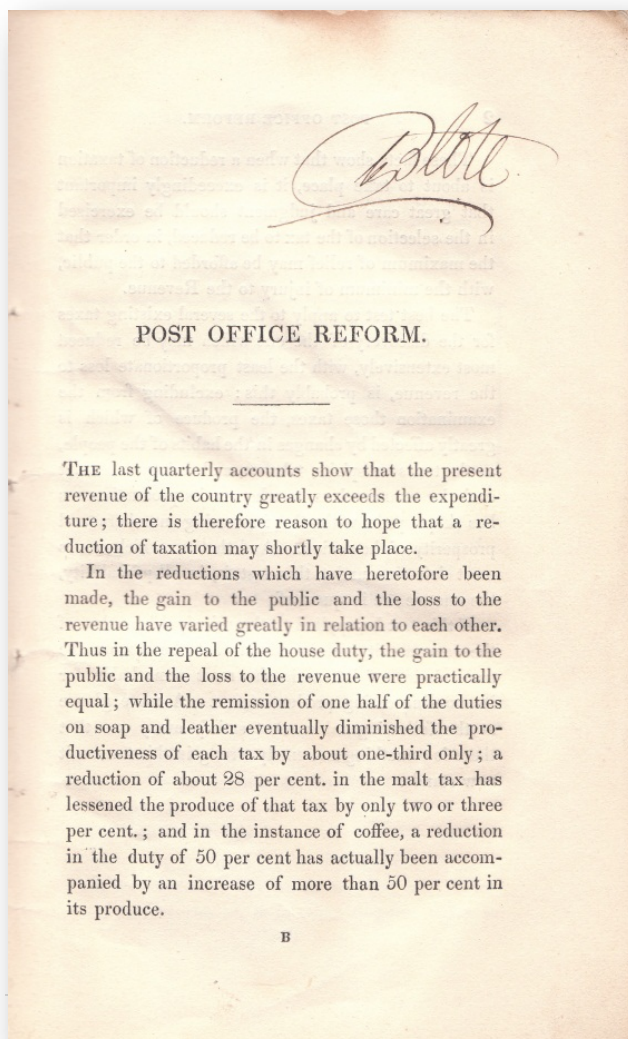 POST OFFICE REFORM.
THE last quarterly accounts show that the present
revenue of the country greatly exceeds the expendi-
ture; there is therefore reason to hope that a re-
duction of taxation may shortly take place.
In the reductions which have heretofore been
made, the gain to the public and the loss to the
revenue have varied greatly in relation to each other.
Thus in the repeal of the house duty, the gain to the
public and the loss to the revenue were practically
equal; while the remission of one half of the duties
on soap and leather eventually diminished the pro-
ductiveness of each tax by about one-third only; a
reduction of about 28 per cent. in the malt tax has
lessened the produce of that tax by only two or three
per cent.; and in the instance of coffee, a reduction
in the duty of 50 per cent has actually been accom-
panied by an increase of more than 50 per cent in
its produce.
B